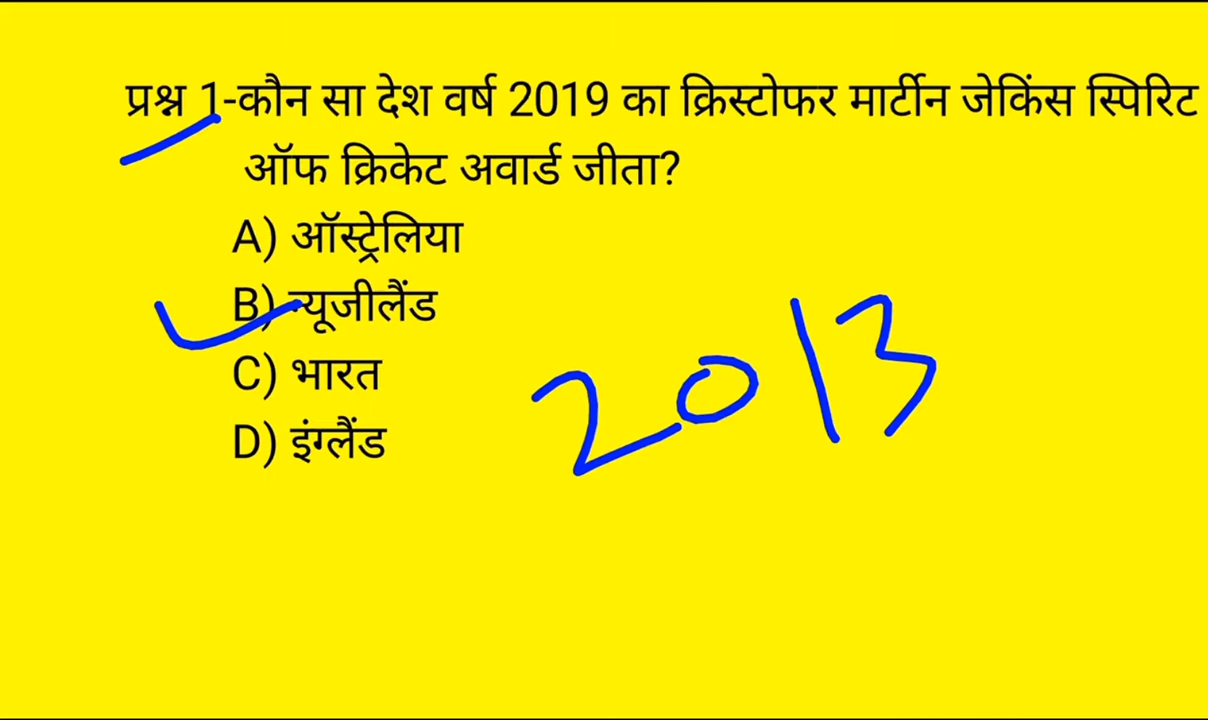 प्रश्न 1-कौन सा देश वर्ष 2019 का क्रिस्टोफर मार्टीन जेकिंस स्पिरिट
ऑफ क्रिकेट अवार्ड जीता?
A) ऑस्ट्रेलिया
B) न्यूजीलैंड
C) भारत
D) इंग्लैंड
2013